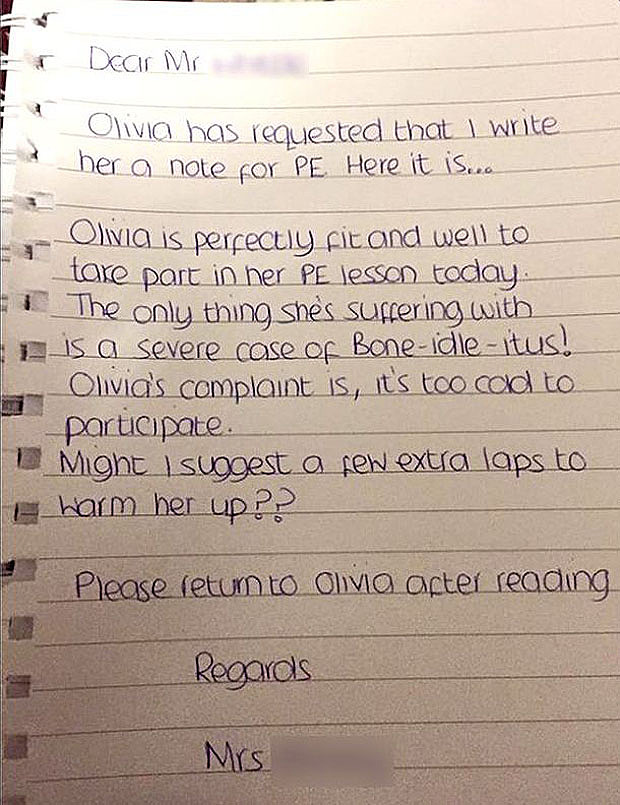 Dear Mr
Olivia has requested that I write
her a note for PE Here it is...
Olivia is perfectly fit and well to
take part in her PE lesson today.
The only thing she's suffering with
is a severe case of Bone-idle-itus!
Olivia's complaint is, it's too cold to
participate.
Might I suggest a few extra laps to
warm her up??
Please return to Olivia after reading
Regards
Mrs